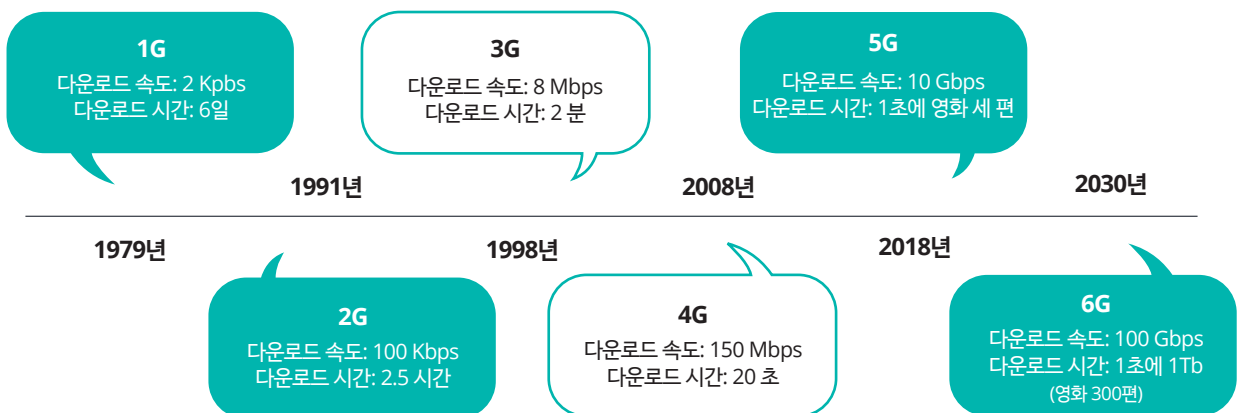 1G
다운로드 속도: 2 Kpbs
다운로드 시간: 6일
3G
다운로드 속도: 8 Mbps
다운로드 시간: 2 분
5G
다운로드 속도: 10 Gbps
다운로드 시간: 1초에 영화 세 편
1991년
2008년
2030년
1979년
1998년
2018년
2G
다운로드 속도: 100 Kbps
다운로드 시간: 2.5 시간
4G
다운로드 속도: 150 Mbps
다운로드 시간: 20 초
6G
다운로드 속도: 100 Gbps
다운로드 시간: 1초에 1Tb
(영화 300편)